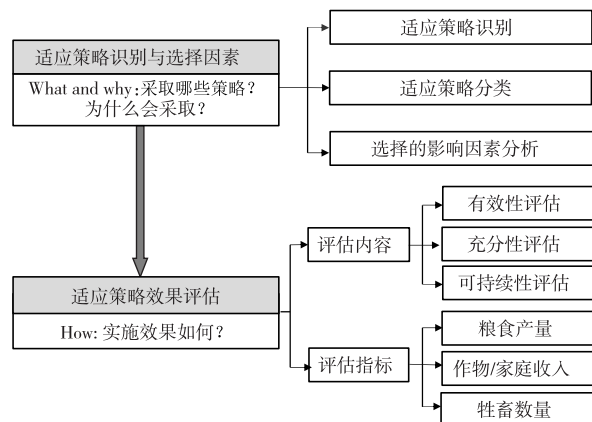 适应策略识别与选择因素
What and why:采取哪些策略?
为什么会采取?
适应策略识别
适应策略分类
选择的影响因素分析
适应策略效果评估
How: 实施效果如何?
评估内容
有效性评估
充分性评估
可持续性评估
评估指标
粮食产量
作物/家庭收入
牲畜数量